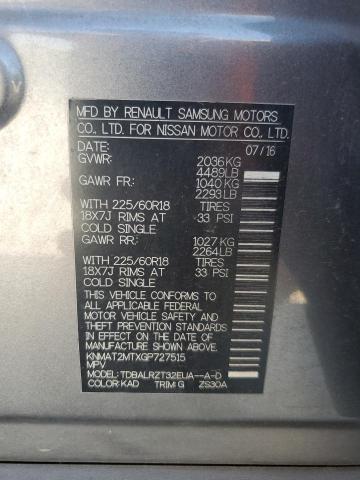 MFD BY RENAULT SAMSUNG MOTORS
CO., LTD. FOR NISSAN MOTOR CO., LTD.
DATE: 07/16
GVWR: 2036KG
4489LB
GAWR FR: 1040KG
2293LB
WITH 225/60R18 TIRES
18X7J RIMS AT 33 PSI
COLD SINGLE --
GAWR RR: 1027KG
2264LB
WITH 225/60R18 TIRES
18X7J RIMS AT 33 PSI
COLD SINGLE --
THIS VEHICLE CONFORMS TO
ALL APPLICABLE FEDERAL
MOTOR VEHICLE SAFETY
STANDARDS IN EFFECT ON THE
DATE OF MANUFACTURE SHOWN
ABOVE.
KNMAT2MTXGP727515
MPV
MODEL: TDBALRZT32EUA--A-D
COLOR: KAD TRIM: G ZS30A